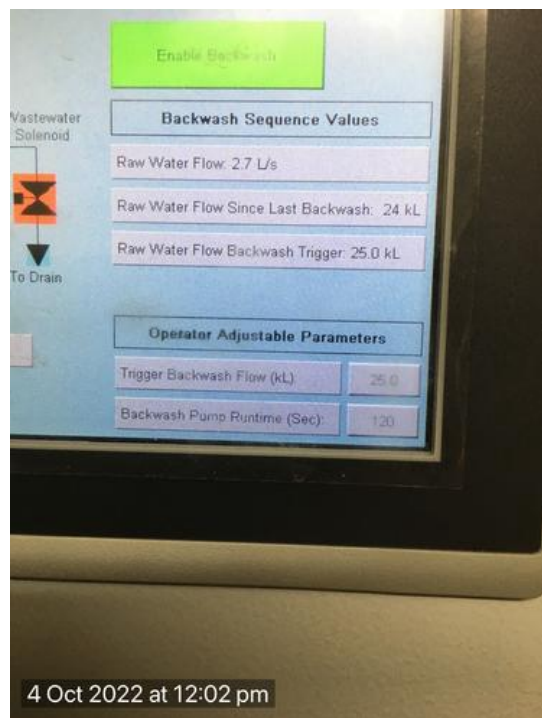 Enable Backwash
Wastewater
Solenoid
To Drain
Backwash Sequence Values
Raw Water Flow: 2.7 L/s
Raw Water Flow Since Last Backwash: 24 kL
Raw Water Flow Backwash Trigger: 25.0 kL
Operator Adjustable Parameters
Trigger Backwash Flow (kL): 25.0
Backwash Pump Runtime (Sec): 120
4 Oct 2022 at 12:02 pm